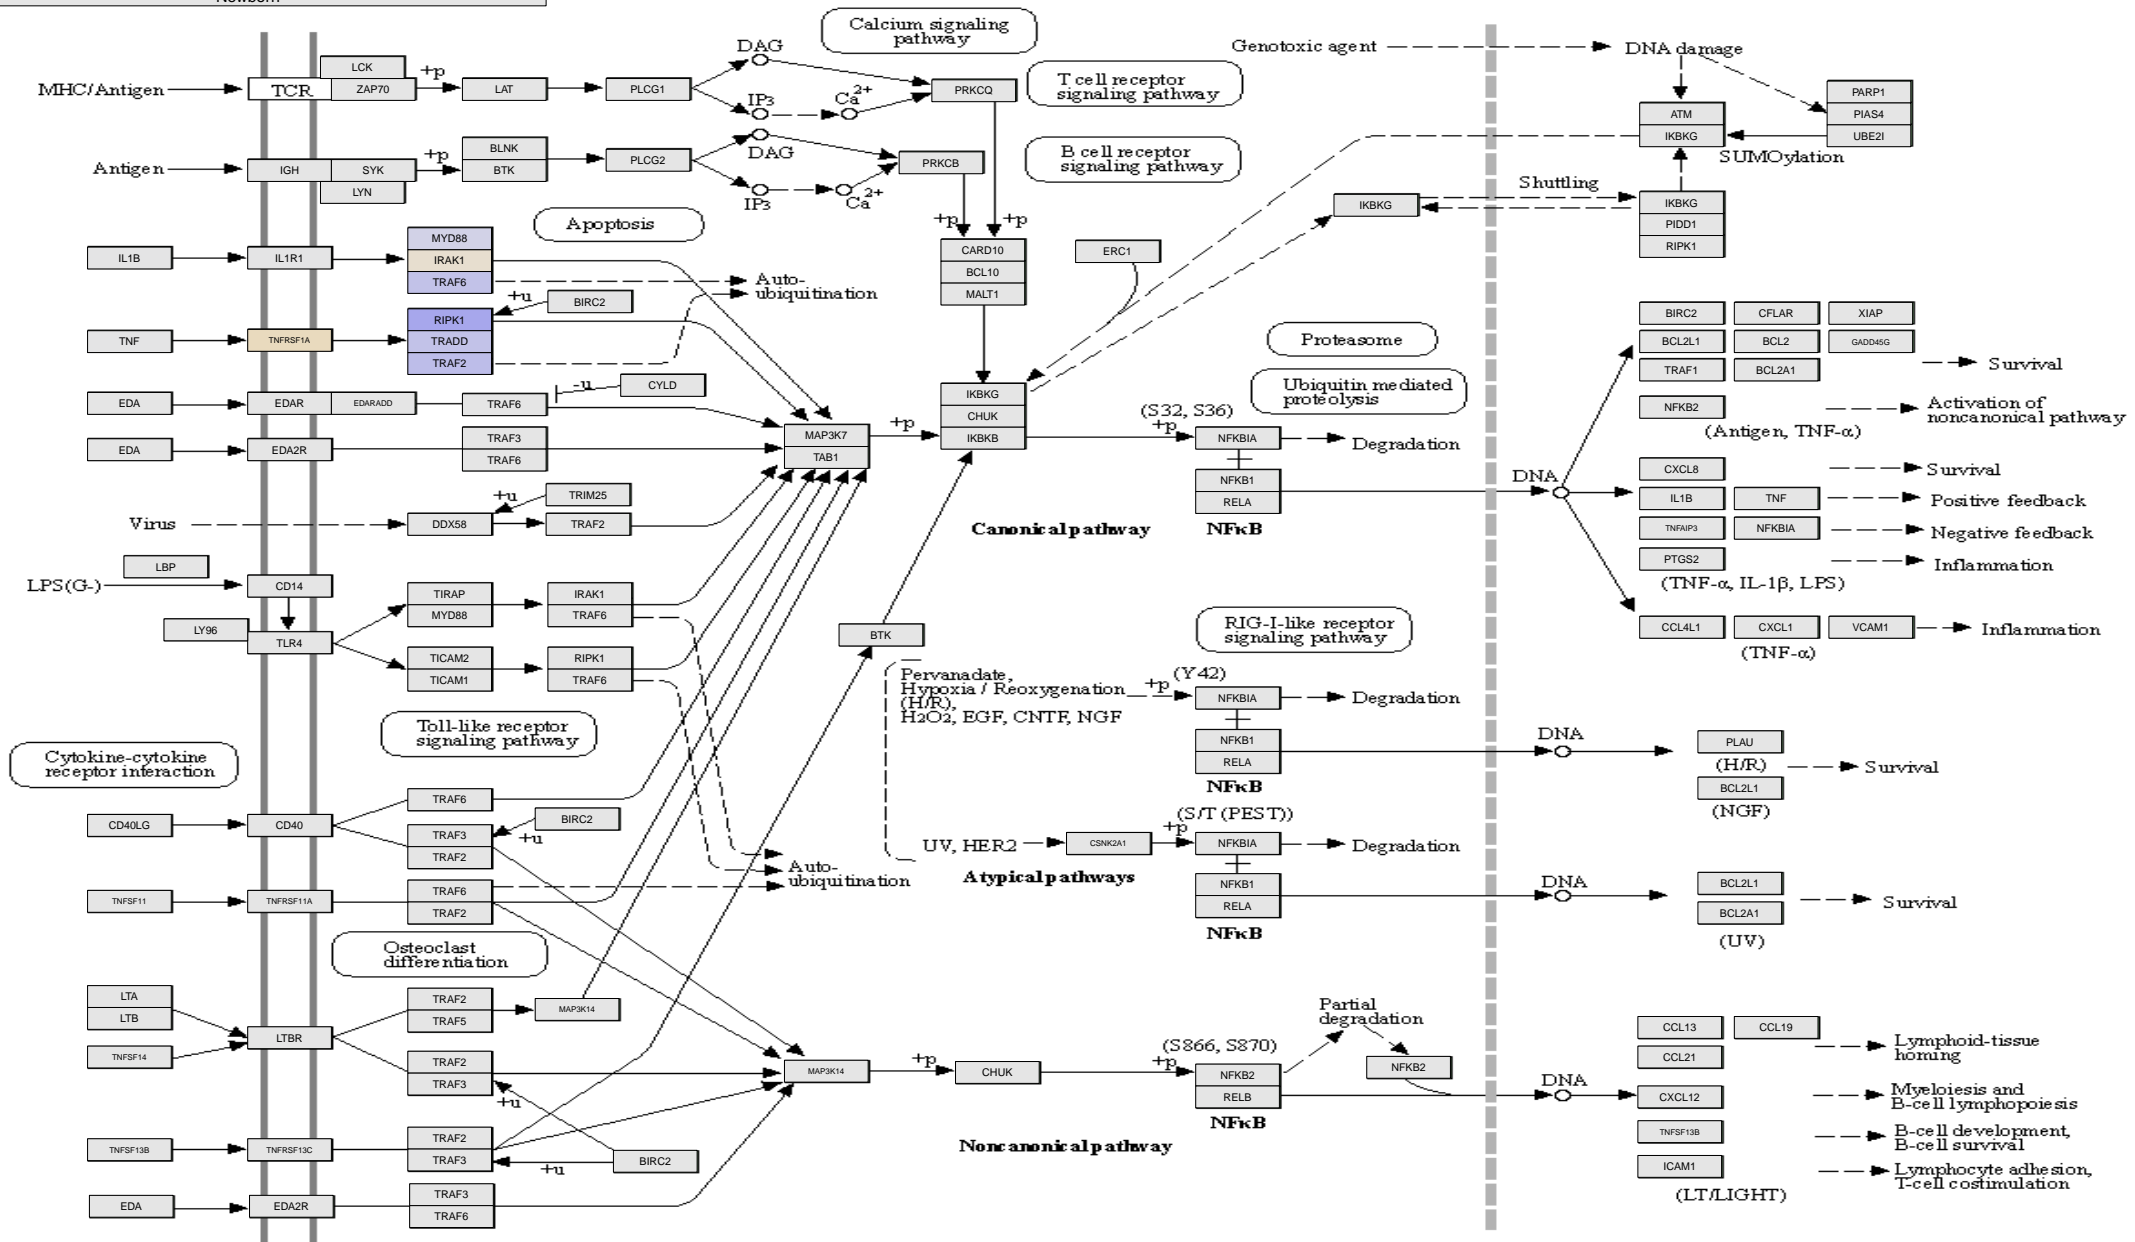 Newborn
Calcium signaling
pathway
MHC/Antigen
TCR
LCK
ZAP70
+p
LAT
PLCG1
DAG
IP3
Ca2+
PRKCQ
T cell receptor
signaling pathway
Genotoxic agent
DNA damage
ATM
IKBKG
PARP1
PIAS4
UBE2I
SUMOylation
Antigen
IGH
SYK
LYN
+p
BLNK
BTK
PLCG2
DAG
IP3
Ca2+
PRKCB
B cell receptor
signaling pathway
+p
+p
IKBKG
Shuttling
IKBKG
PIDD1
RIPK1
Apoptosis
IL1B
IL1R1
MYD88
IRAK1
TRAF6
Auto-
ubiquitination
CARD10
BCL10
MALT1
ERC1
TNF
TNFRSF1A
RIPK1
TRADD
TRAF2
+u
BIRC2
Proteasome
Ubiquitin mediated
proteolysis
BIRC2
CFLAR
XIAP
BCL2L1
BCL2
GADD45G
TRAF1
BCL2A1
Survival
NFKB2
Activation of
noncanonical pathway
(Antigen, TNF-α)
EDA
EDAR
EDARADD
TRAF6
-u
CYLD
EDA
EDA2R
TRAF3
TRAF6
MAP3K7
TAB1
+p
IKBKG
CHUK
IKBKB
(S32, S36)
+p
NFKBIA
Degradation
NFKB1
RELA
NFκB
Canonical pathway
DNA
CXCL8
Survival
IL1B
TNF
Positive feedback
TNFAIP3
NFKBIA
Negative feedback
PTGS2
Inflammation
(TNF-α, IL-1β, LPS)
CCL4L1
CXCL1
VCAM1
Inflammation
(TNF-α)
Virus
DDX58
+u
TRIM25
TRAF2
LBP
LPS(G-)
CD14
LY96
TLR4
TIRAP
MYD88
IRAK1
TRAF6
TICAM2
TICAM1
RIPK1
TRAF6
BTK
RIG-I-like receptor
signaling pathway
Toll-like receptor
signaling pathway
Cytokine-cytokine
receptor interaction
Pervanadate,
Hypoxia / Reoxygenation
(H/R),
H2O2, EGF, CNTF, NGF
+p
(Y42)
NFKBIA
Degradation
NFKB1
RELA
NFκB
DNA
PLAU
(H/R)
BCL2L1
(NGF)
Survival
CD40LG
CD40
TRAF6
TRAF3
TRAF2
BIRC2
+u
Auto-
ubiquitination
UV, HER2
CSNK2A1
+p
(S/T (PEST))
NFKBIA
Degradation
NFKB1
RELA
NFκB
Atypical pathways
DNA
BCL2L1
BCL2A1
(UV)
Survival
TNFSF11
TNFRSF11A
TRAF6
TRAF2
Osteoclast
differentiation
LTA
LTB
TNFSF14
LTBR
TRAF2
TRAF5
MAP3K14
TRAF2
TRAF3
+u
MAP3K14
+p
CHUK
(S866, S870)
+p
NFKB2
RELB
NFκB
Partial
degradation
NFKB2
DNA
Noncanonical pathway
CCL13
CCL19
CCL21
Lymphoid-tissue
homing
CXCL12
Myeloiesis and
B-cell lymphopoiesis
TNFSF13B
B-cell development,
B-cell survival
ICAM1
Lymphocyte adhesion,
T-cell costimulation
(LT/LIGHT)
TNFSF13B
TNFRSF13C
TRAF2
TRAF3
+u
BIRC2
EDA
EDA2R
TRAF3
TRAF6